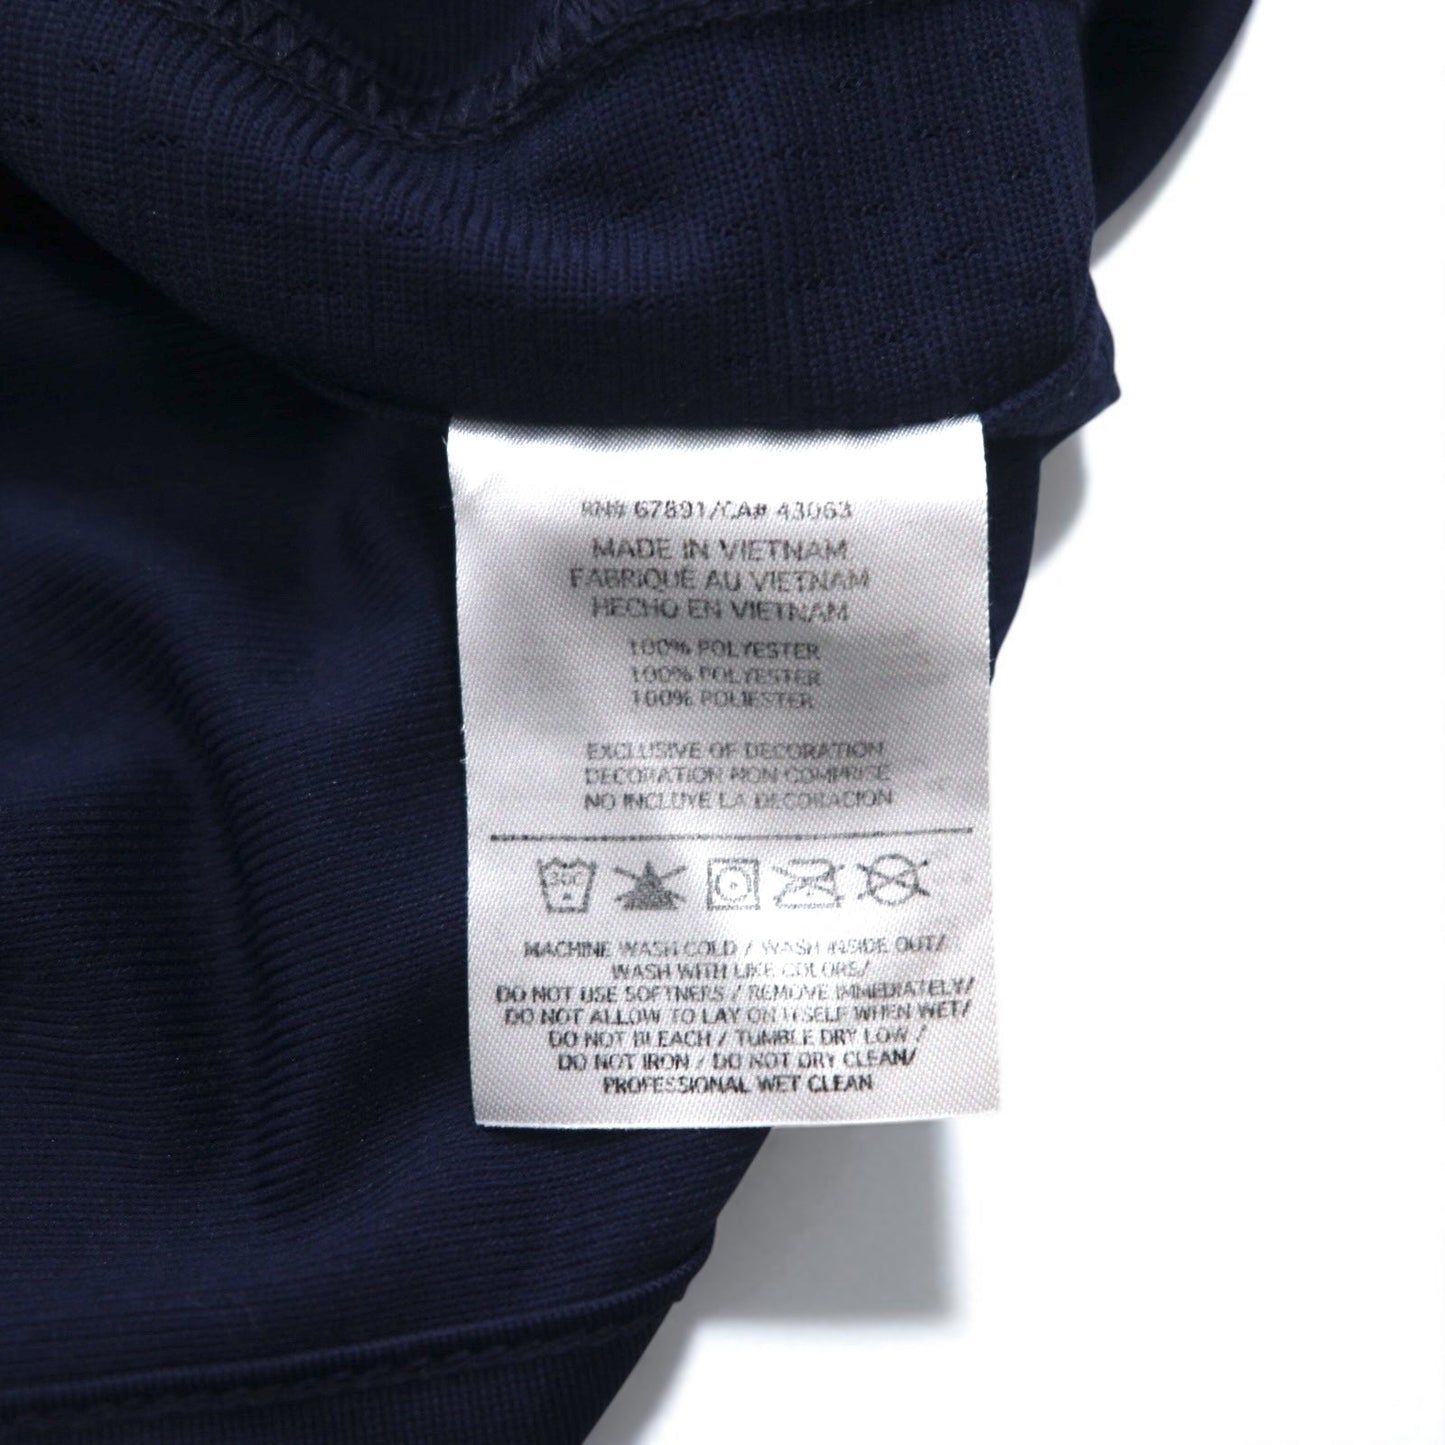 RN# 67891/CA# 43063
MADE IN VIETNAM
FABRIQUE AU VIETNAM
HECHO EN VIETNAM
100% POLYESTER
100% POLYESTER
100% POLIESTER
EXCLUSIVE OF DECORATION
DECORATION NON COMPRISE
NO INCLUYE LA DECORACION
30C
MACHINE WASH COLD / WASH INSIDE OUT/
WASH WITH LIKE COLORS/
DO NOT USE SOFTNERS / REMOVE IMMEDIATELY/
DO NOT ALLOW TO LAY ON ITSELF WHEN WET/
DO NOT BLEACH / TUMBLE DRY LOW /
DO NOT IRON / DO NOT DRY CLEAN/
PROFESSIONAL WET CLEAN